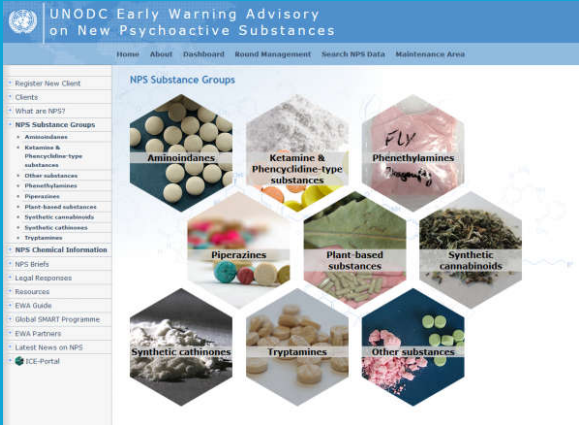 UNODC Early Warning Advisory
on New Psychoactive Substances
Home About Dashboard Round Management Search NPS Data Maintenance Area
Register New Client
Clients
What are NPS?
NPS Substance Groups
Aminoindanes
Ketamine &
Phencyclidine-type
substances
Other substances
Phenethylamines
Piperazines
Plant-based substances
Synthetic cannabinoids
Synthetic cathinones
Tryptamines
NPS Chemical Information
NPS Briefs
Legal Responses
Resources
EWA Guide
Global SMART Programme
EWA Partners
Latest News on NPS
ICE-Portal
NPS Substance Groups
Aminoindanes
Ketamine &
Phencyclidine-type
substances
FLY
Phenethylamines
Dragonfly
Piperazines
Plant-based
substances
Synthetic
cannabinoids
Synthetic cathinones
Tryptamines
Other substances